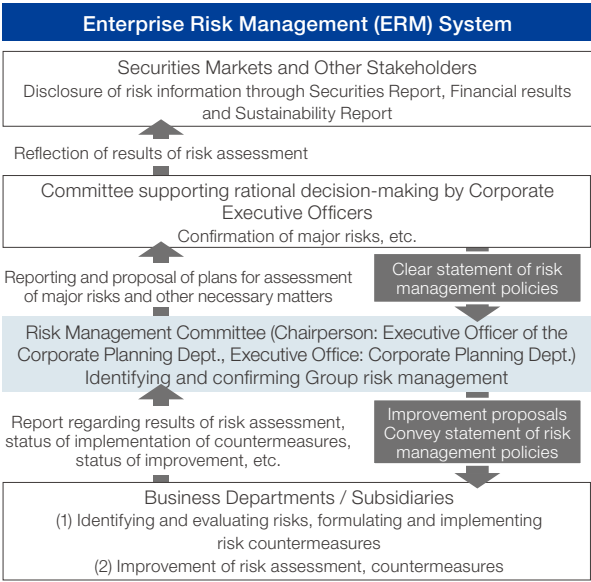 Enterprise Risk Management (ERM) System
Securities Markets and Other Stakeholders
Disclosure of risk information through Securities Report, Financial results
and Sustainability Report
Reflection of results of risk assessment
Committee supporting rational decision-making by Corporate
Executive Officers
Confirmation of major risks, etc.
Reporting and proposal of plans for assessment
of major risks and other necessary matters
Clear statement of risk
management policies
Risk Management Committee (Chairperson: Executive Officer of the
Corporate Planning Dept., Executive Office: Corporate Planning Dept.)
Identifying and confirming Group risk management
Report regarding results of risk assessment,
status of implementation of countermeasures,
status of improvement, etc.
Improvement proposals
Convey statement of risk
management policies
Business Departments / Subsidiaries
(1) Identifying and evaluating risks, formulating and implementing
risk countermeasures
(2) Improvement of risk assessment, countermeasures